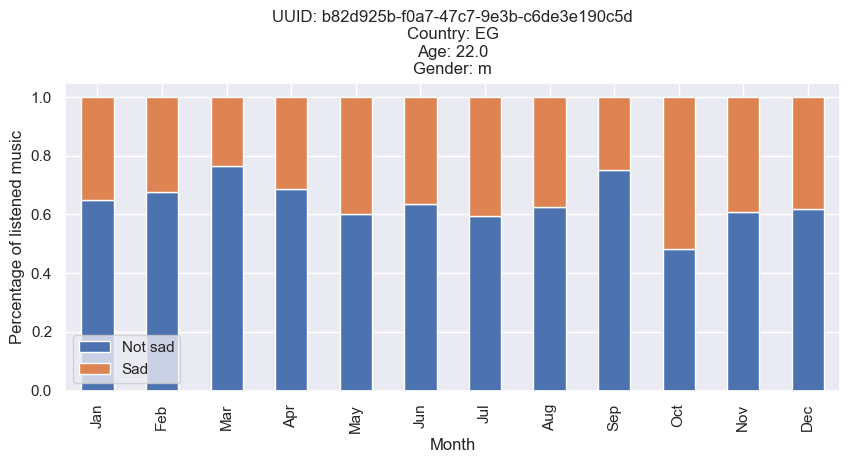 UUID: b82d925b-f0a7-47c7-9e3b-c6de3e190c5d
Country: EG
Age: 22.0
Gender: m
Percentage of listened music
1.0
0.8
0.6
0.4
0.2
0.0
Not sad
Sad
Jan
Feb
Mar
Apr
May
Jun
Jul
Aug
Sep
Oct
Nov
Dec
Month